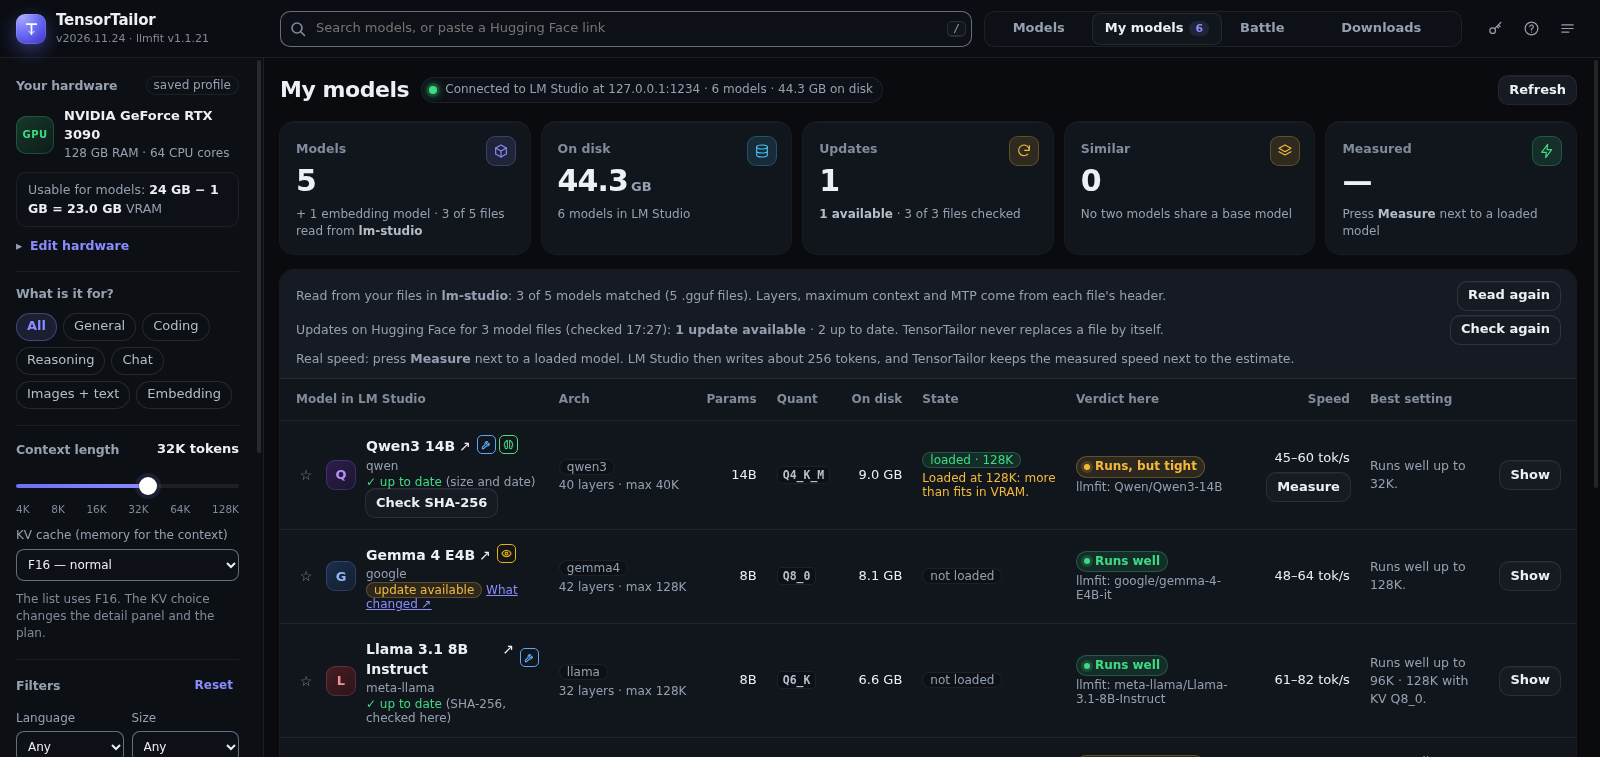 TensorTailor
v2026.11.24 · llmfit v1.1.21
Search models, or paste a Hugging Face link
/
Models
My models 6
Battle
Downloads
Your hardware
saved profile
GPU
NVIDIA GeForce RTX
3090
128 GB RAM · 64 CPU cores
Usable for models: 24 GB − 1
GB = 23.0 GB VRAM
▸ Edit hardware
What is it for?
All
General
Coding
Reasoning
Chat
Images + text
Embedding
Context length
32K tokens
4K 8K 16K 32K 64K 128K
KV cache (memory for the context)
F16 — normal
The list uses F16. The KV choice
changes the detail panel and the
plan.
Filters
Reset
Language
Size
Any
Any
My models
Connected to LM Studio at 127.0.0.1:1234 · 6 models · 44.3 GB on disk
Refresh
Models
5
+ 1 embedding model · 3 of 5 files
read from lm-studio
On disk
44.3 GB
6 models in LM Studio
Updates
1
1 available · 3 of 3 files checked
Similar
0
No two models share a base model
Measured
—
Press Measure next to a loaded
model
Read from your files in lm-studio: 3 of 5 models matched (5 .gguf files). Layers, maximum context and MTP come from each file's header.
Read again
Updates on Hugging Face for 3 model files (checked 17:27): 1 update available · 2 up to date. TensorTailor never replaces a file by itself.
Check again
Real speed: press Measure next to a loaded model. LM Studio then writes about 256 tokens, and TensorTailor keeps the measured speed next to the estimate.
Model in LM Studio
Arch
Params
Quant
On disk
State
Verdict here
Speed
Best setting
☆
Q
Qwen3 14B ↗
qwen
✓ up to date (size and date)
Check SHA-256
qwen3
40 layers · max 40K
14B
Q4_K_M
9.0 GB
loaded · 128K
Loaded at 128K: more
than fits in VRAM.
Runs, but tight
llmfit: Qwen/Qwen3-14B
45–60 tok/s
Measure
Runs well up to
32K.
Show
☆
G
Gemma 4 E4B ↗
google
update available What
changed ↗
gemma4
42 layers · max 128K
8B
Q8_0
8.1 GB
not loaded
Runs well
llmfit: google/gemma-4-
E4B-it
48–64 tok/s
Runs well up to
128K.
Show
☆
L
Llama 3.1 8B
Instruct ↗
meta-llama
✓ up to date (SHA-256,
checked here)
llama
32 layers · max 128K
8B
Q6_K
6.6 GB
not loaded
Runs well
llmfit: meta-llama/Llama-
3.1-8B-Instruct
61–82 tok/s
Runs well up to
96K · 128K with
KV Q8_0.
Show